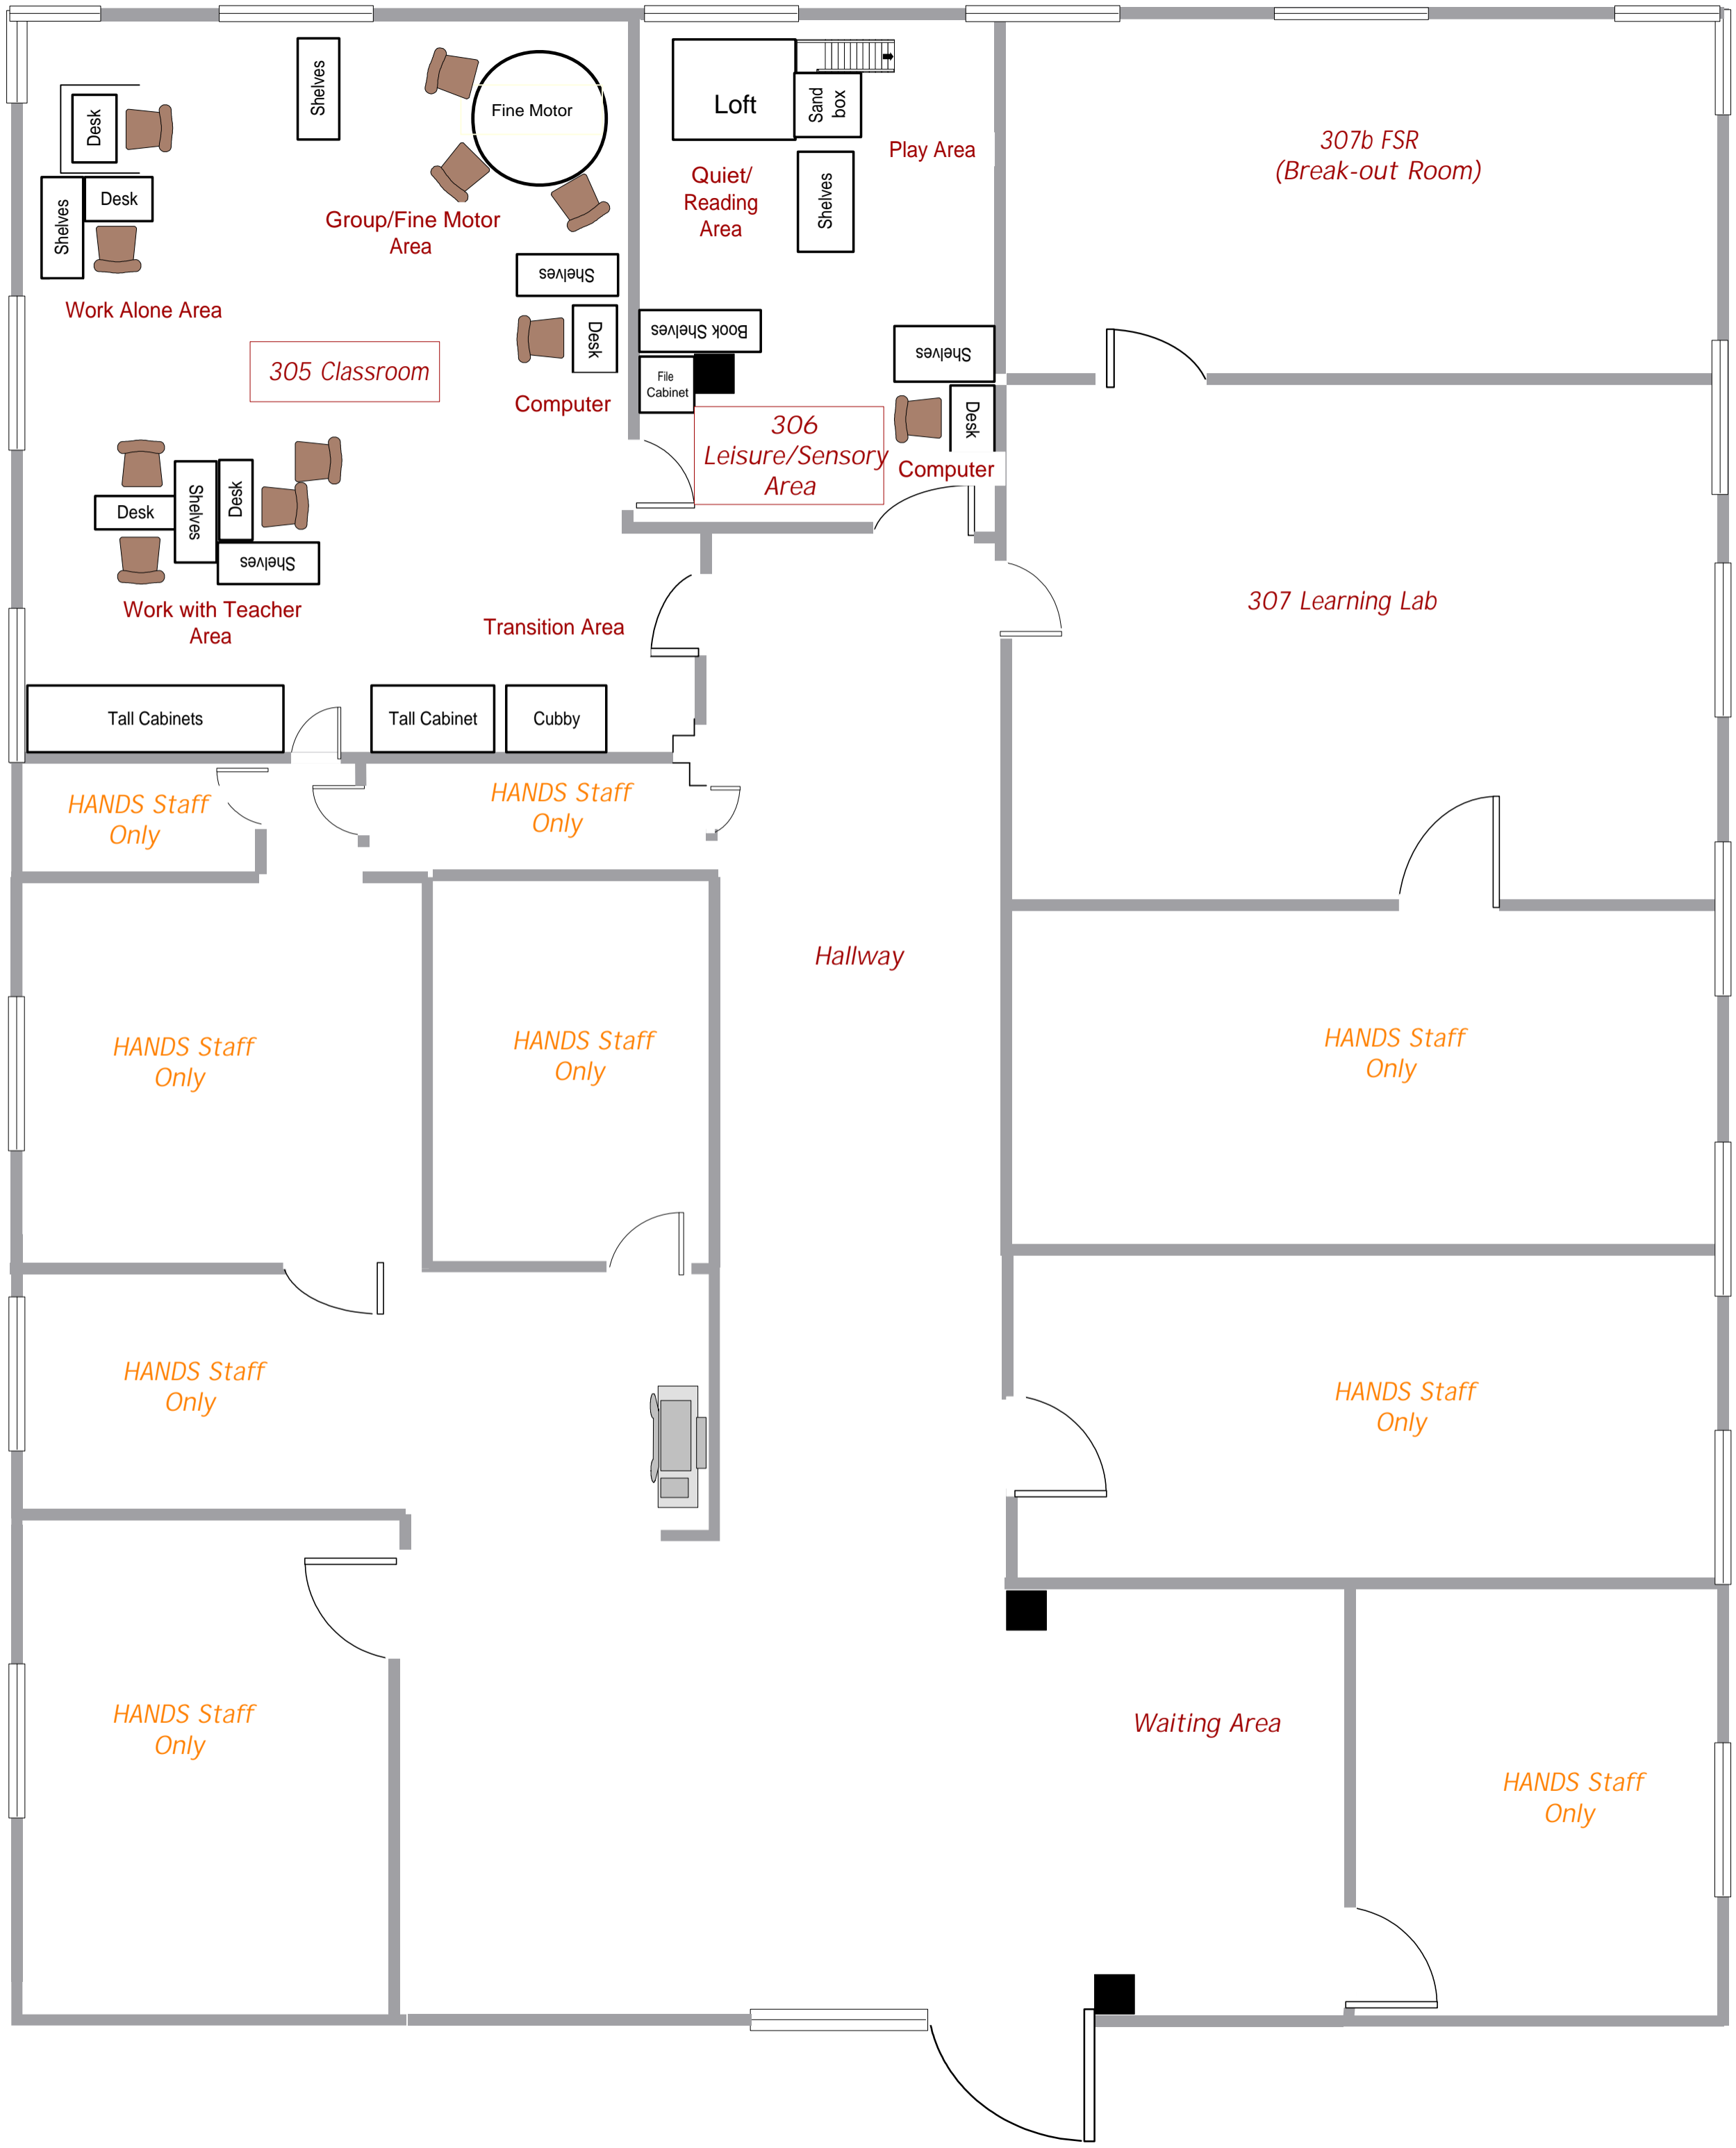 Shelves
Fine Motor
Desk
Desk
Shelves
Group/Fine Motor
Area
Shelves
Work Alone Area
305 Classroom
Desk
Computer
Loft
Sand
box
Play Area
Quiet/
Reading
Area
Shelves
Book Shelves
File
Cabinet
Shelves
Desk
306
Leisure/Sensory
Area
Computer
307b FSR
(Break-out Room)
307 Learning Lab
Desk
Shelves
Desk
Shelves
Work with Teacher
Area
Transition Area
Tall Cabinets
Tall Cabinet
Cubby
HANDS Staff
Only
HANDS Staff
Only
Hallway
HANDS Staff
Only
HANDS Staff
Only
HANDS Staff
Only
HANDS Staff
Only
HANDS Staff
Only
HANDS Staff
Only
Waiting Area
HANDS Staff
Only